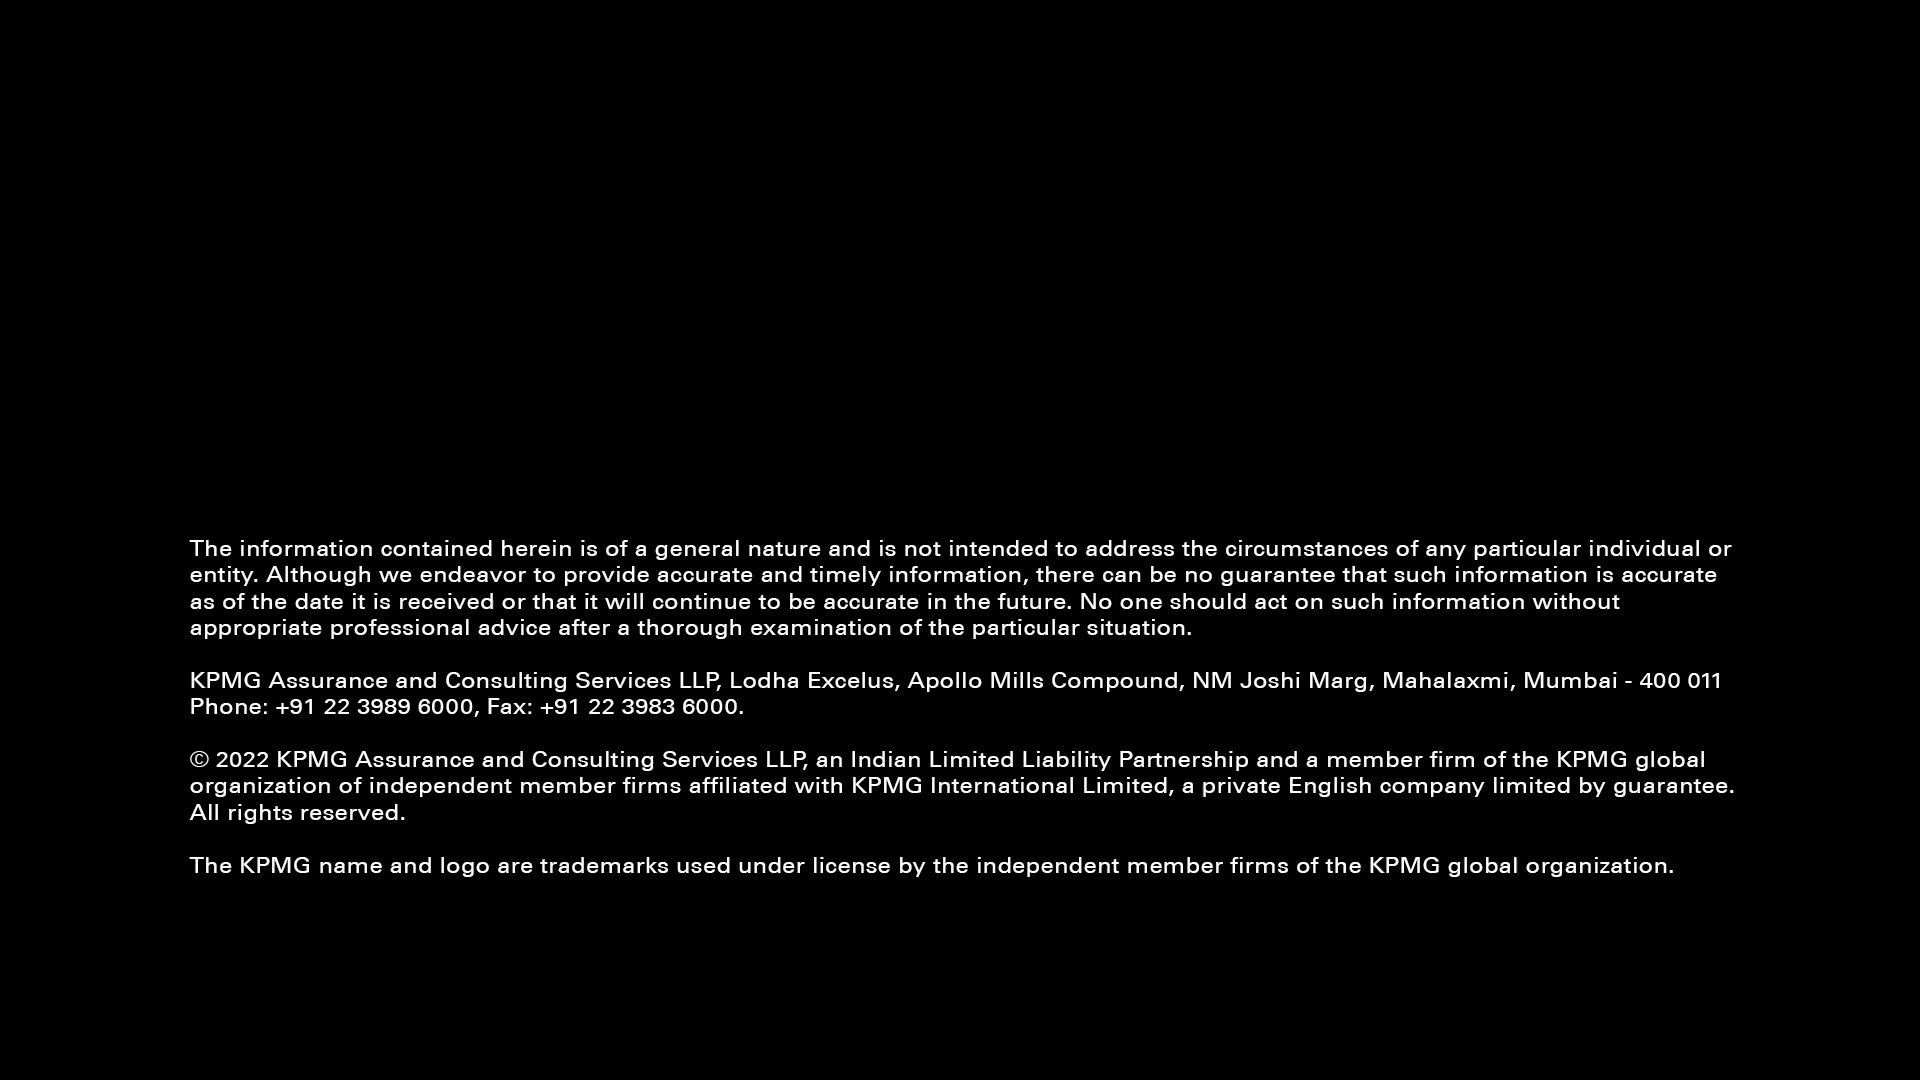 The information contained herein is of a general nature and is not intended to address the circumstances of any particular individual or
entity. Although we endeavor to provide accurate and timely information, there can be no guarantee that such information is accurate
as of the date it is received or that it will continue to be accurate in the future. No one should act on such information without
appropriate professional advice after a thorough examination of the particular situation.
KPMG Assurance and Consulting Services LLP, Lodha Excelus, Apollo Mills Compound, NM Joshi Marg, Mahalaxmi, Mumbai - 400 011
Phone: +91 22 3989 6000, Fax: +91 22 3983 6000.
© 2022 KPMG Assurance and Consulting Services LLP, an Indian Limited Liability Partnership and a member firm of the KPMG global
organization of independent member firms affiliated with KPMG International Limited, a private English company limited by guarantee.
All rights reserved.
The KPMG name and logo are trademarks used under license by the independent member firms of the KPMG global organization.